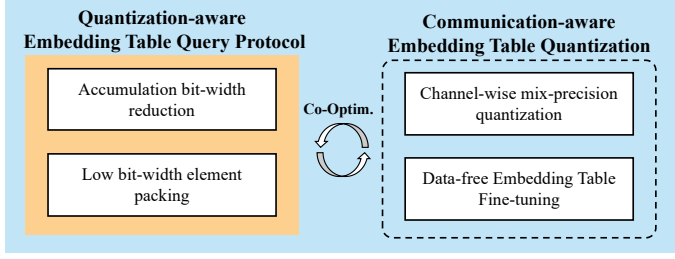 Quantization-aware
Embedding Table Query Protocol
Accumulation bit-width
reduction
Low bit-width element
packing
Co-Optim.
Communication-aware
Embedding Table Quantization
Channel-wise mix-precision
quantization
Data-free Embedding Table
Fine-tuning